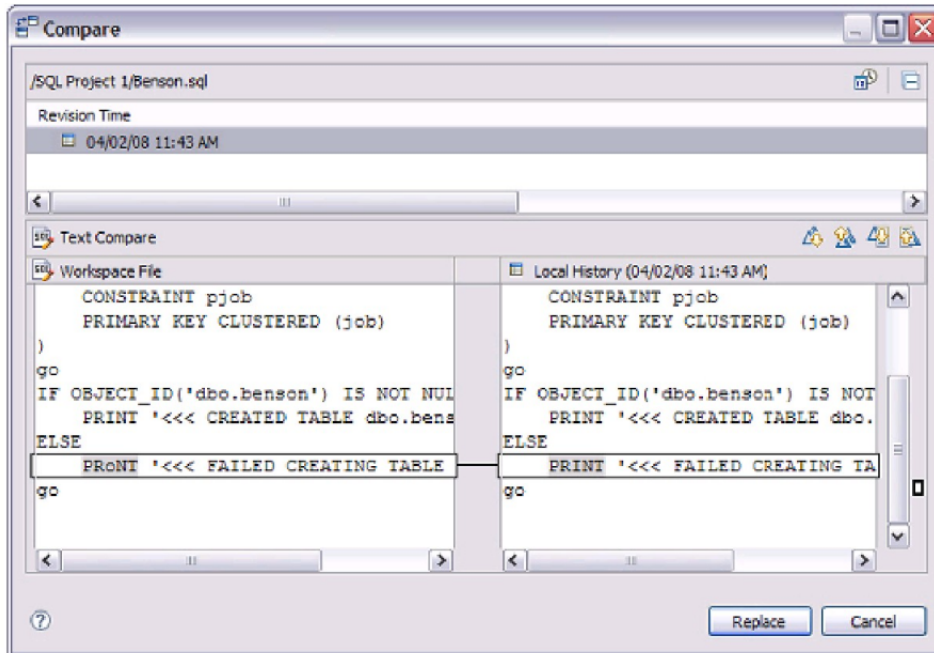 Compare
/SQL Project 1/Benson.sql
Revision Time
04/02/08 11:43 AM
Text Compare
Workspace File
CONSTRAINT pjob
PRIMARY KEY CLUSTERED (job)
)
go
IF OBJECT_ID('dbo.benson') IS NOT NUL
PRINT '<<< CREATED TABLE dbo.bens
ELSE
PRoNT '<<< FAILED CREATING TABLE
go
Local History (04/02/08 11:43 AM)
CONSTRAINT pjob
PRIMARY KEY CLUSTERED (job)
)
go
IF OBJECT_ID('dbo.benson') IS NOT
PRINT '<<< CREATED TABLE dbo.
ELSE
PRINT '<<< FAILED CREATING TA
go
Replace
Cancel